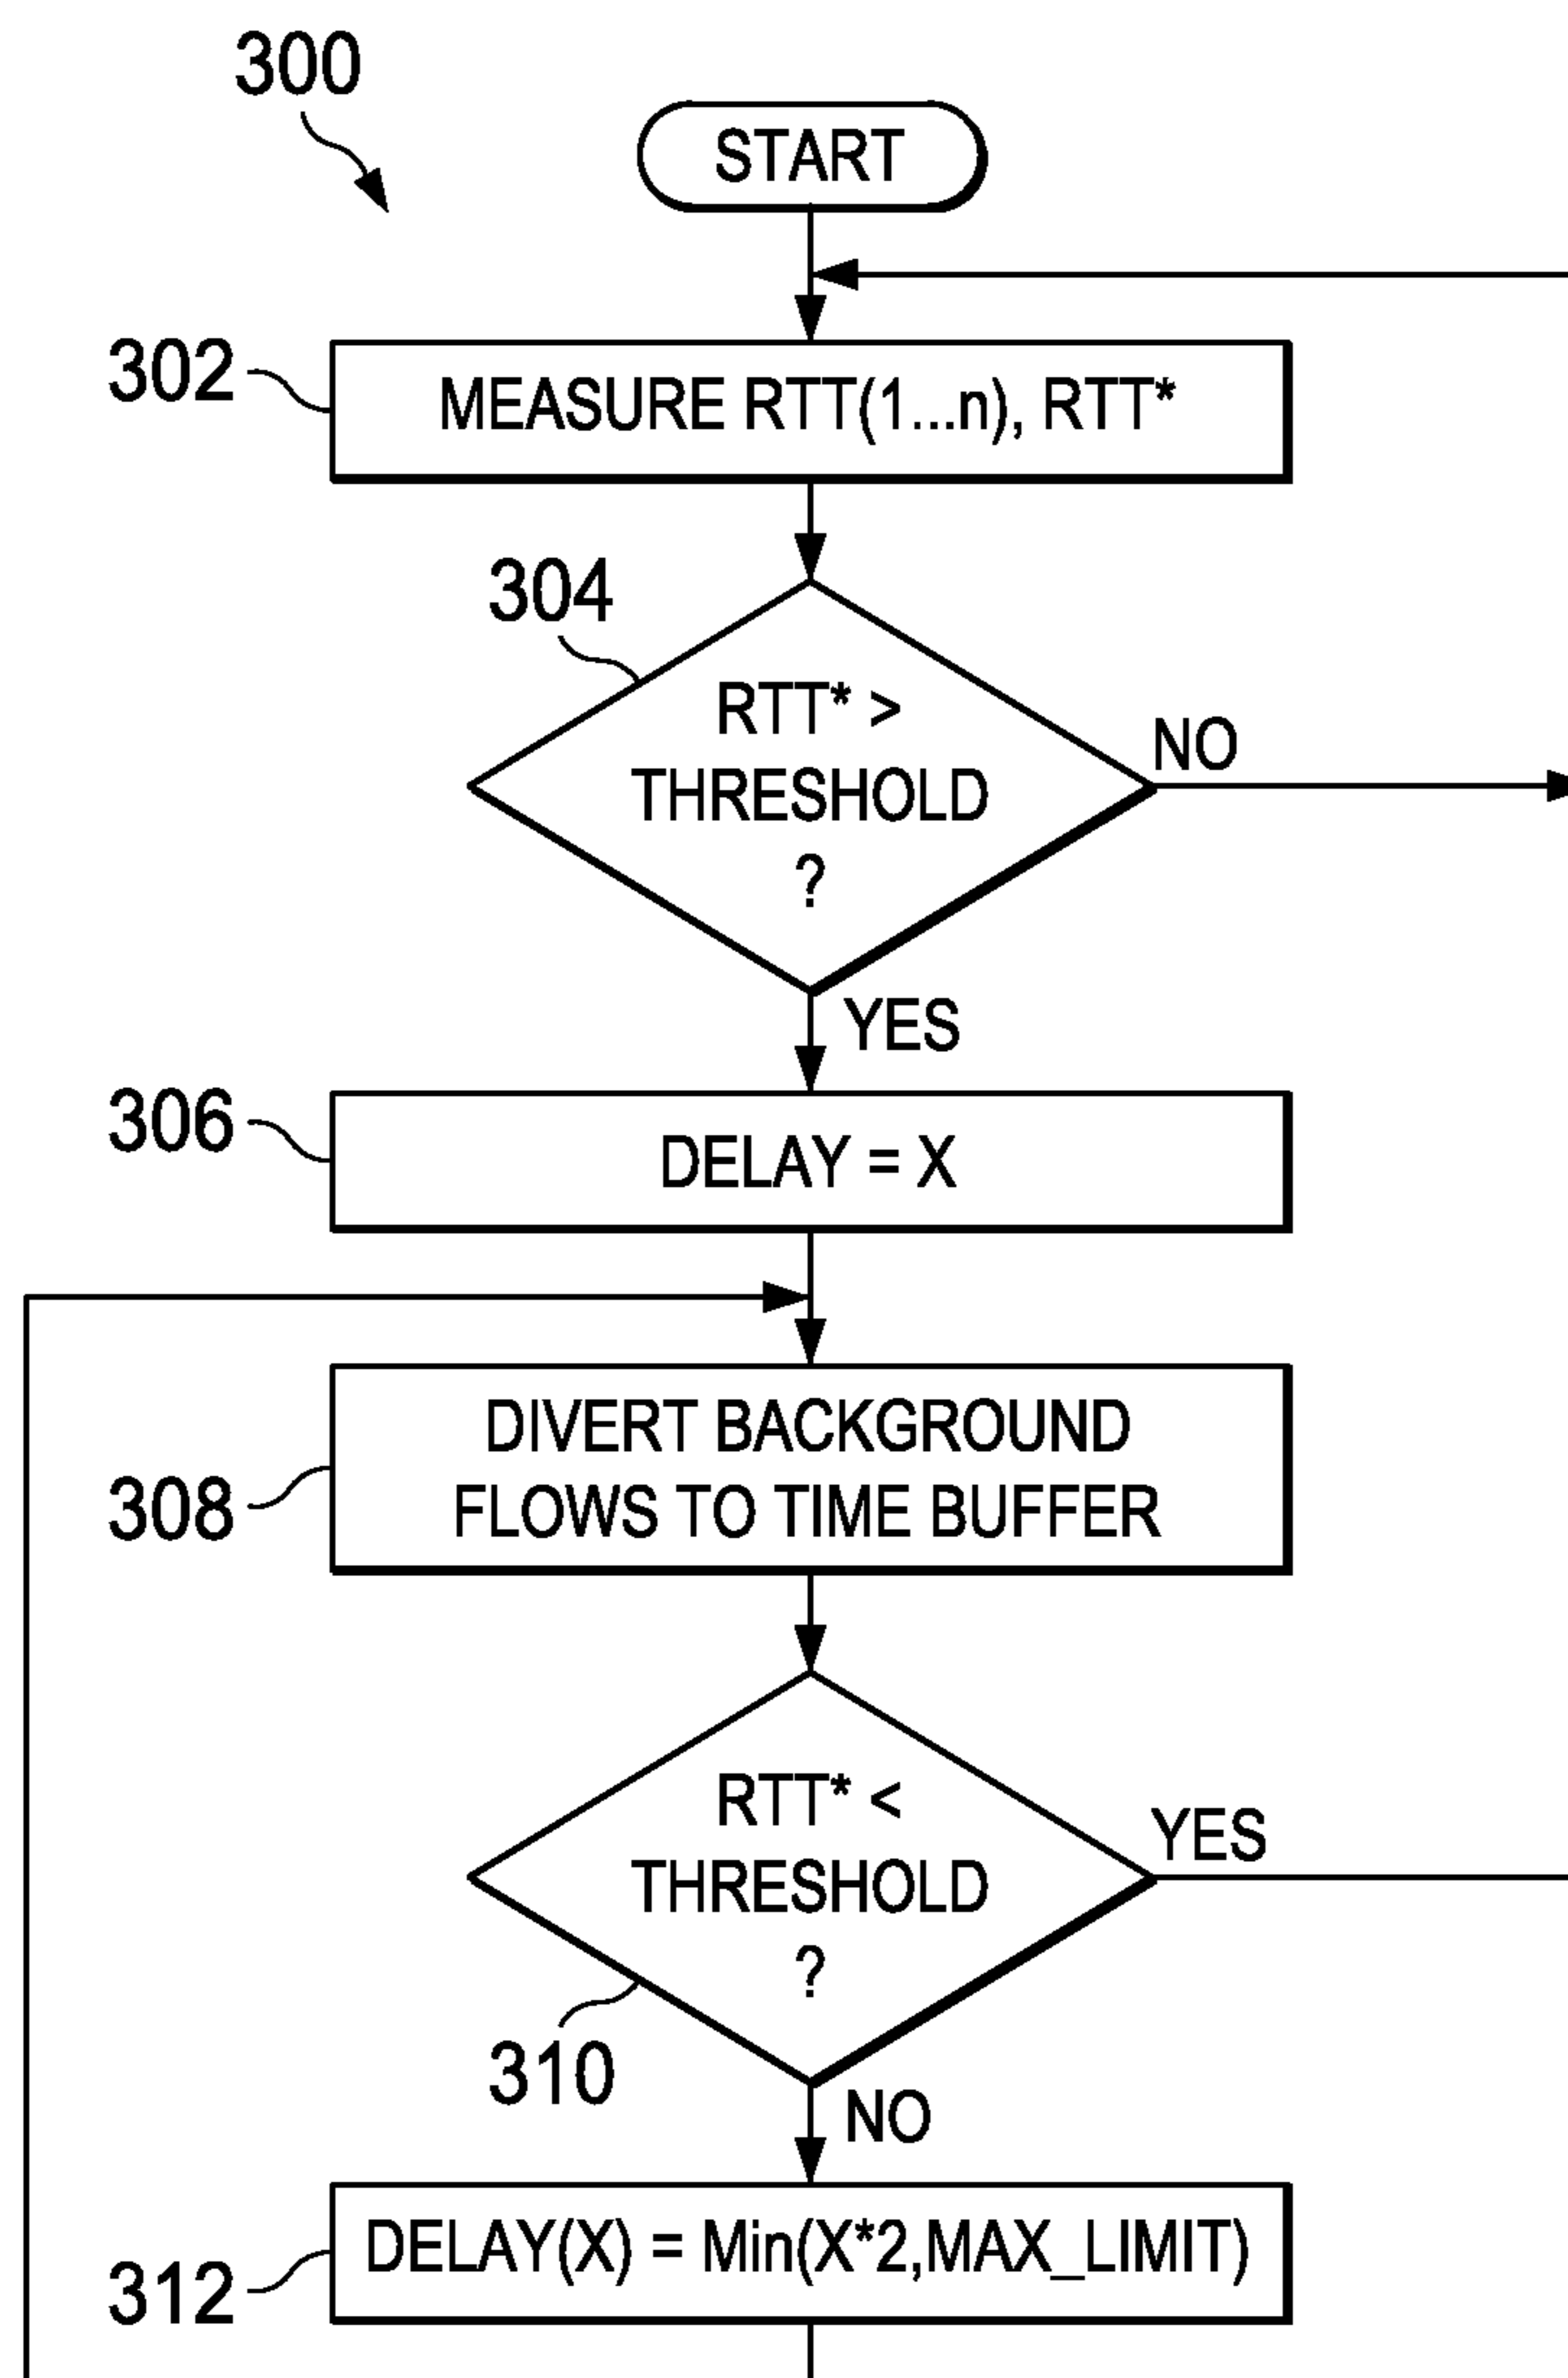 300
START
302
MEASURE RTT(1...n), RTT*
304
RTT* >
THRESHOLD
?
NO
YES
306
DELAY = X
DIVERT BACKGROUND
FLOWS TO TIME BUFFER
308
RTT* <
THRESHOLD
?
YES
310
NO
DELAY(X) = Min(X*2,MAX_LIMIT)
312